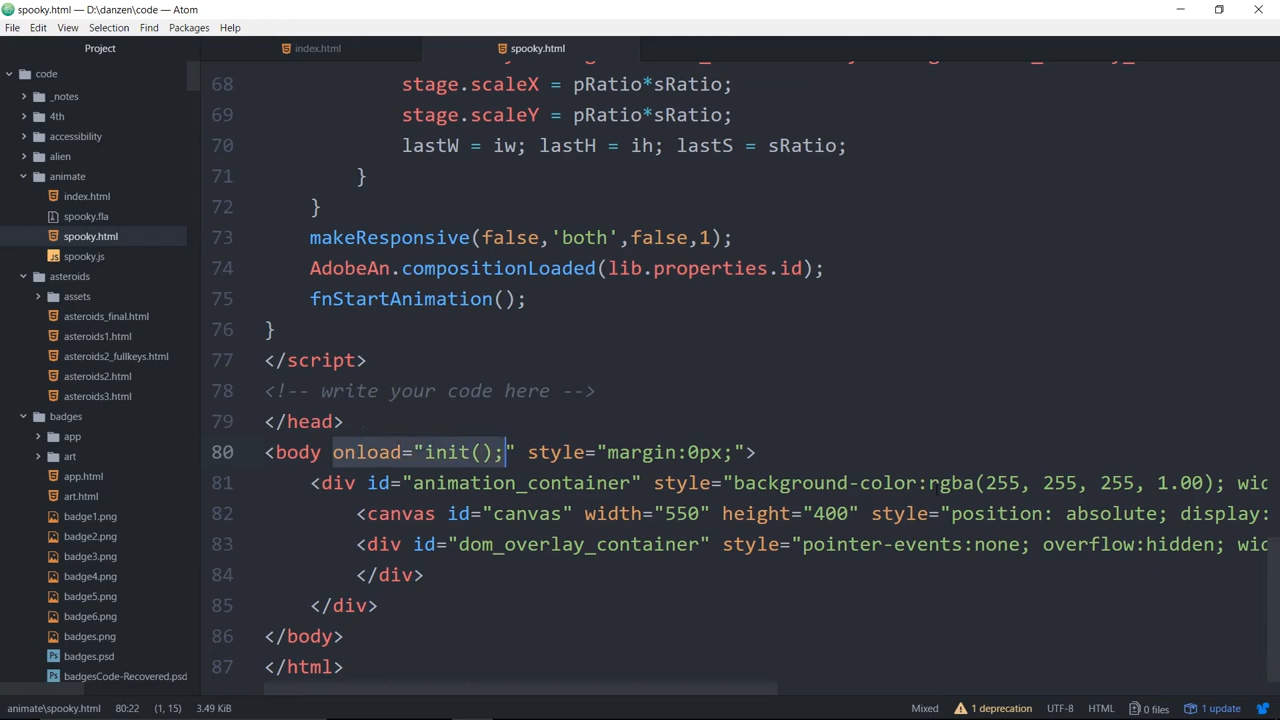 spooky.html — D:\danzen\code — Atom
File Edit View Selection Find Packages Help
Project
index.html
spooky.html
code
_notes
4th
accessibility
alien
animate
index.html
spooky.fla
spooky.html
spooky.js
asteroids
assets
asteroids_final.html
asteroids1.html
asteroids2_fullkeys.html
asteroids2.html
asteroids3.html
badges
app
art
app.html
art.html
badge1.png
badge2.png
badge3.png
badge4.png
badge5.png
badge6.png
badges.png
badges.psd
badgesCode-Recovered.psd
68 stage.scaleX = pRatio*sRatio;
69 stage.scaleY = pRatio*sRatio;
70 lastW = iw; lastH = ih; lastS = sRatio;
71 }
72 }
73 makeResponsive(false,'both',false,1);
74 AdobeAn.compositionLoaded(lib.properties.id);
75 fnStartAnimation();
76 }
77 </script>
78 <!-- write your code here -->
79 </head>
80 <body onload="init();" style="margin:0px;">
81 <div id="animation_container" style="background-color:rgba(255, 255, 255, 1.00); wid
82 <canvas id="canvas" width="550" height="400" style="position: absolute; display:
83 <div id="dom_overlay_container" style="pointer-events:none; overflow:hidden; wid
84 </div>
85 </div>
86 </body>
87 </html>
animate\spooky.html 80:22 (1, 15) 3.49 KiB Mixed 1 deprecation UTF-8 HTML 0 files 1 update